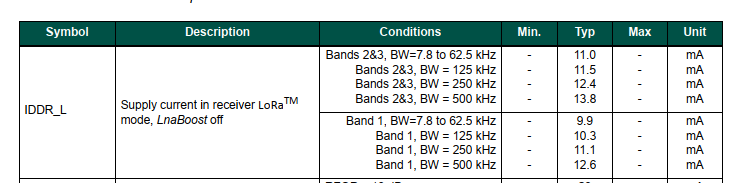 Symbol Description Conditions Min. Typ Max Unit
IDDR_L Supply current in receiver LoRa™ mode, LnaBoost off
Bands 2&3, BW=7.8 to 62.5 kHz - 11.0 - mA
Bands 2&3, BW = 125 kHz - 11.5 - mA
Bands 2&3, BW = 250 kHz - 12.4 - mA
Bands 2&3, BW = 500 kHz - 13.8 - mA
Band 1, BW=7.8 to 62.5 kHz - 9.9 - mA
Band 1, BW = 125 kHz - 10.3 - mA
Band 1, BW = 250 kHz - 11.1 - mA
Band 1, BW = 500 kHz - 12.6 - mA